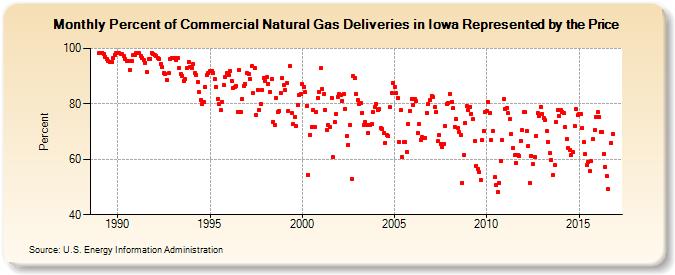 Monthly Percent of Commercial Natural Gas Deliveries in Iowa Represented by the Price
Percent
100
80
60
40
1990 1995 2000 2005 2010 2015
Source: U.S. Energy Information Administration